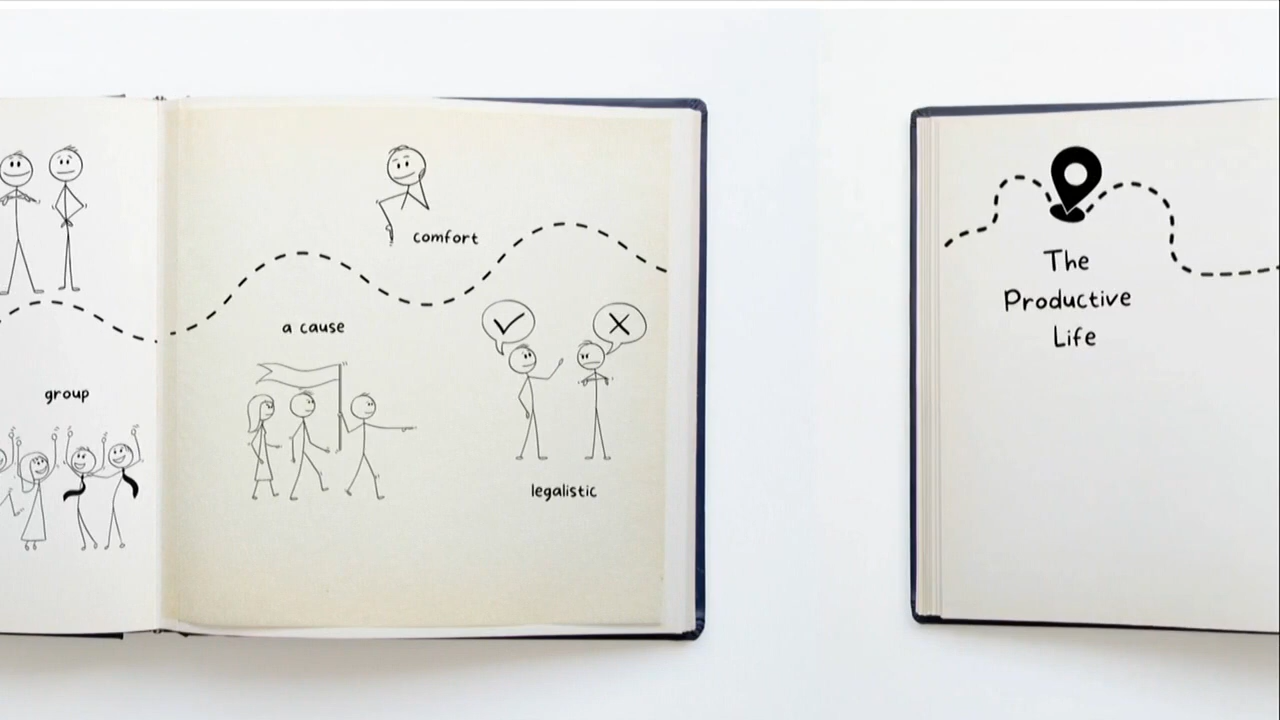 group
a cause
comfort
legalistic
The
Productive
Life